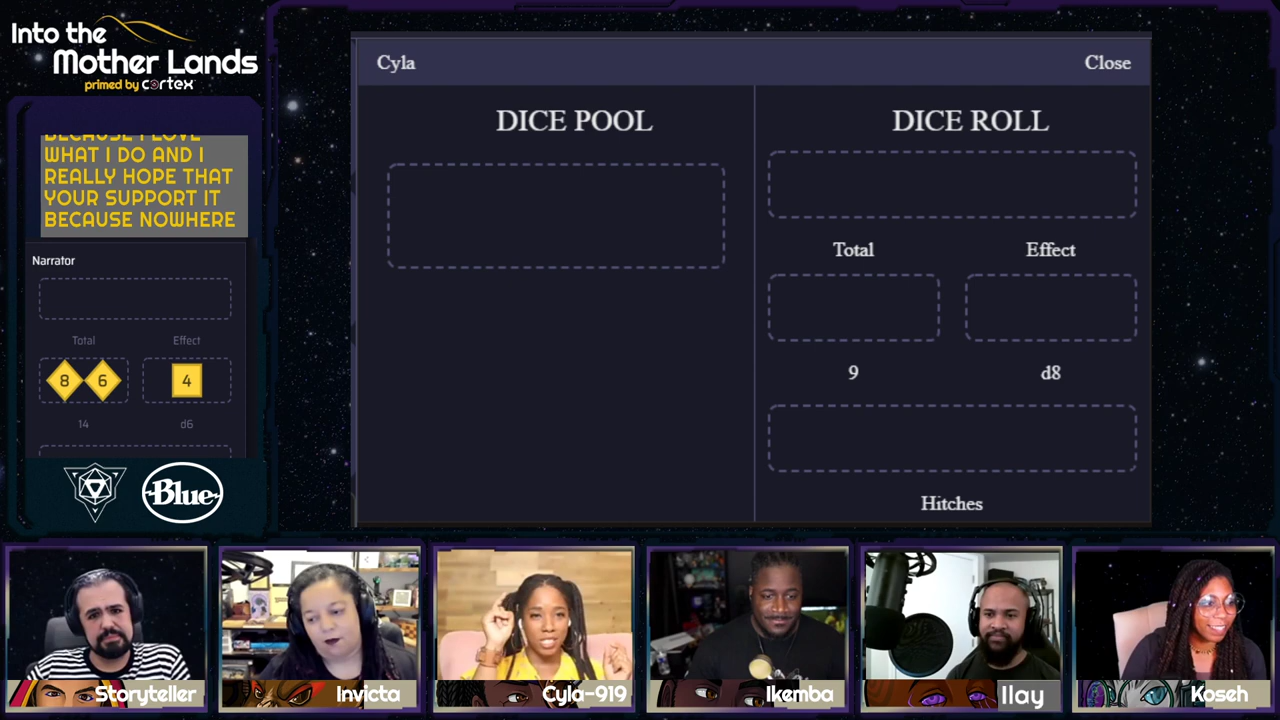 Into the
Mother Lands
primed by cortex
BECAUSE I LOVE
WHAT I DO AND I
REALLY HOPE THAT
YOUR SUPPORT IT
BECAUSE NOWHERE
Narrator
Total Effect
8 6 4
14 d6
Blue
Cyla Close
DICE POOL
DICE ROLL
Total Effect
9 d8
Hitches
Storyteller
Invicta
Cyla-919
Ikemba
Ilay
Koseh